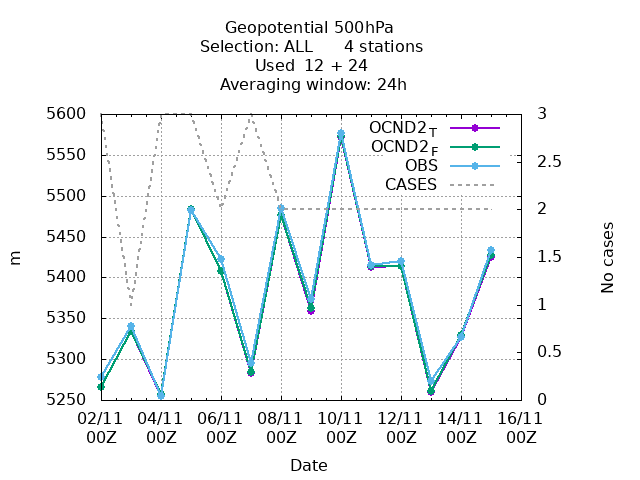 Geopotential 500hPa
Selection: ALL      4 stations
Used  12 + 24
Averaging window: 24h
OCND2 T
OCND2 F
OBS
CASES
5600
5550
5500
5450
5400
5350
5300
5250
m
3
2.5
2
1.5
1
0.5
0
No cases
02/11 04/11 06/11 08/11 10/11 12/11 14/11 16/11
00Z 00Z 00Z 00Z 00Z 00Z 00Z 00Z
Date